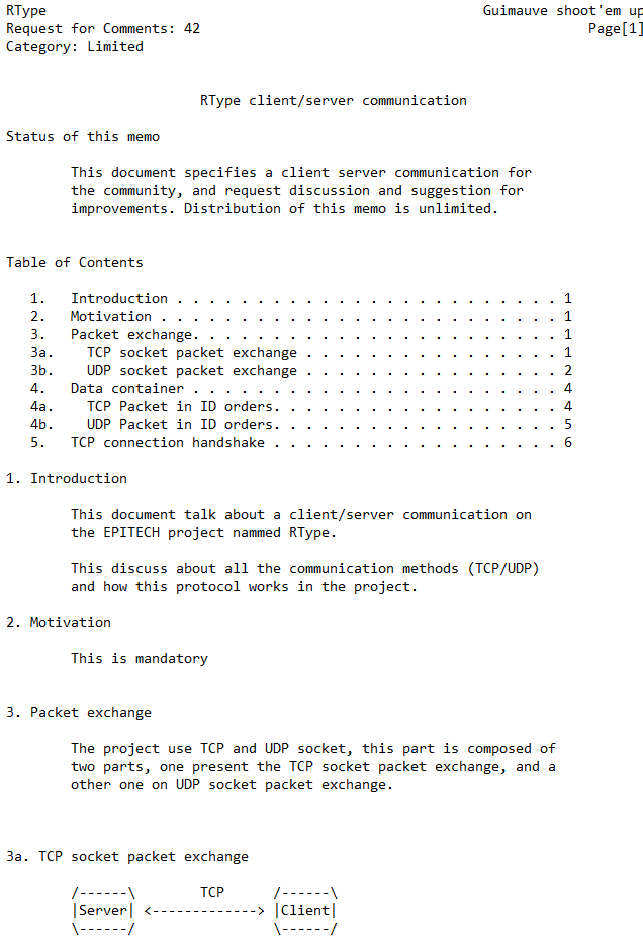 RType                                                      Guimauve shoot'em up
Request for Comments: 42                                                Page[1]
Category: Limited
RType client/server communication
Status of this memo
This document specifies a client server communication for
the community, and request discussion and suggestion for
improvements. Distribution of this memo is unlimited.
Table of Contents
1.   Introduction . . . . . . . . . . . . . . . . . . . . . . . . 1
2.   Motivation . . . . . . . . . . . . . . . . . . . . . . . . . 1
3.   Packet exchange. . . . . . . . . . . . . . . . . . . . . . . 1
3a.    TCP socket packet exchange . . . . . . . . . . . . . . . . 1
3b.    UDP socket packet exchange . . . . . . . . . . . . . . . . 2
4.   Data container . . . . . . . . . . . . . . . . . . . . . . . 4
4a.    TCP Packet in ID orders. . . . . . . . . . . . . . . . . . 4
4b.    UDP Packet in ID orders. . . . . . . . . . . . . . . . . . 5
5.   TCP connection handshake . . . . . . . . . . . . . . . . . . 6
1. Introduction
This document talk about a client/server communication on
the EPITECH project nammed RType.
This discuss about all the communication methods (TCP/UDP)
and how this protocol works in the project.
2. Motivation
This is mandatory
3. Packet exchange
The project use TCP and UDP socket, this part is composed of
two parts, one present the TCP socket packet exchange, and a
other one on UDP socket packet exchange.
3a. TCP socket packet exchange
/------\        TCP      /------\
|Server| <-------------> |Client|
\------/                 \------/